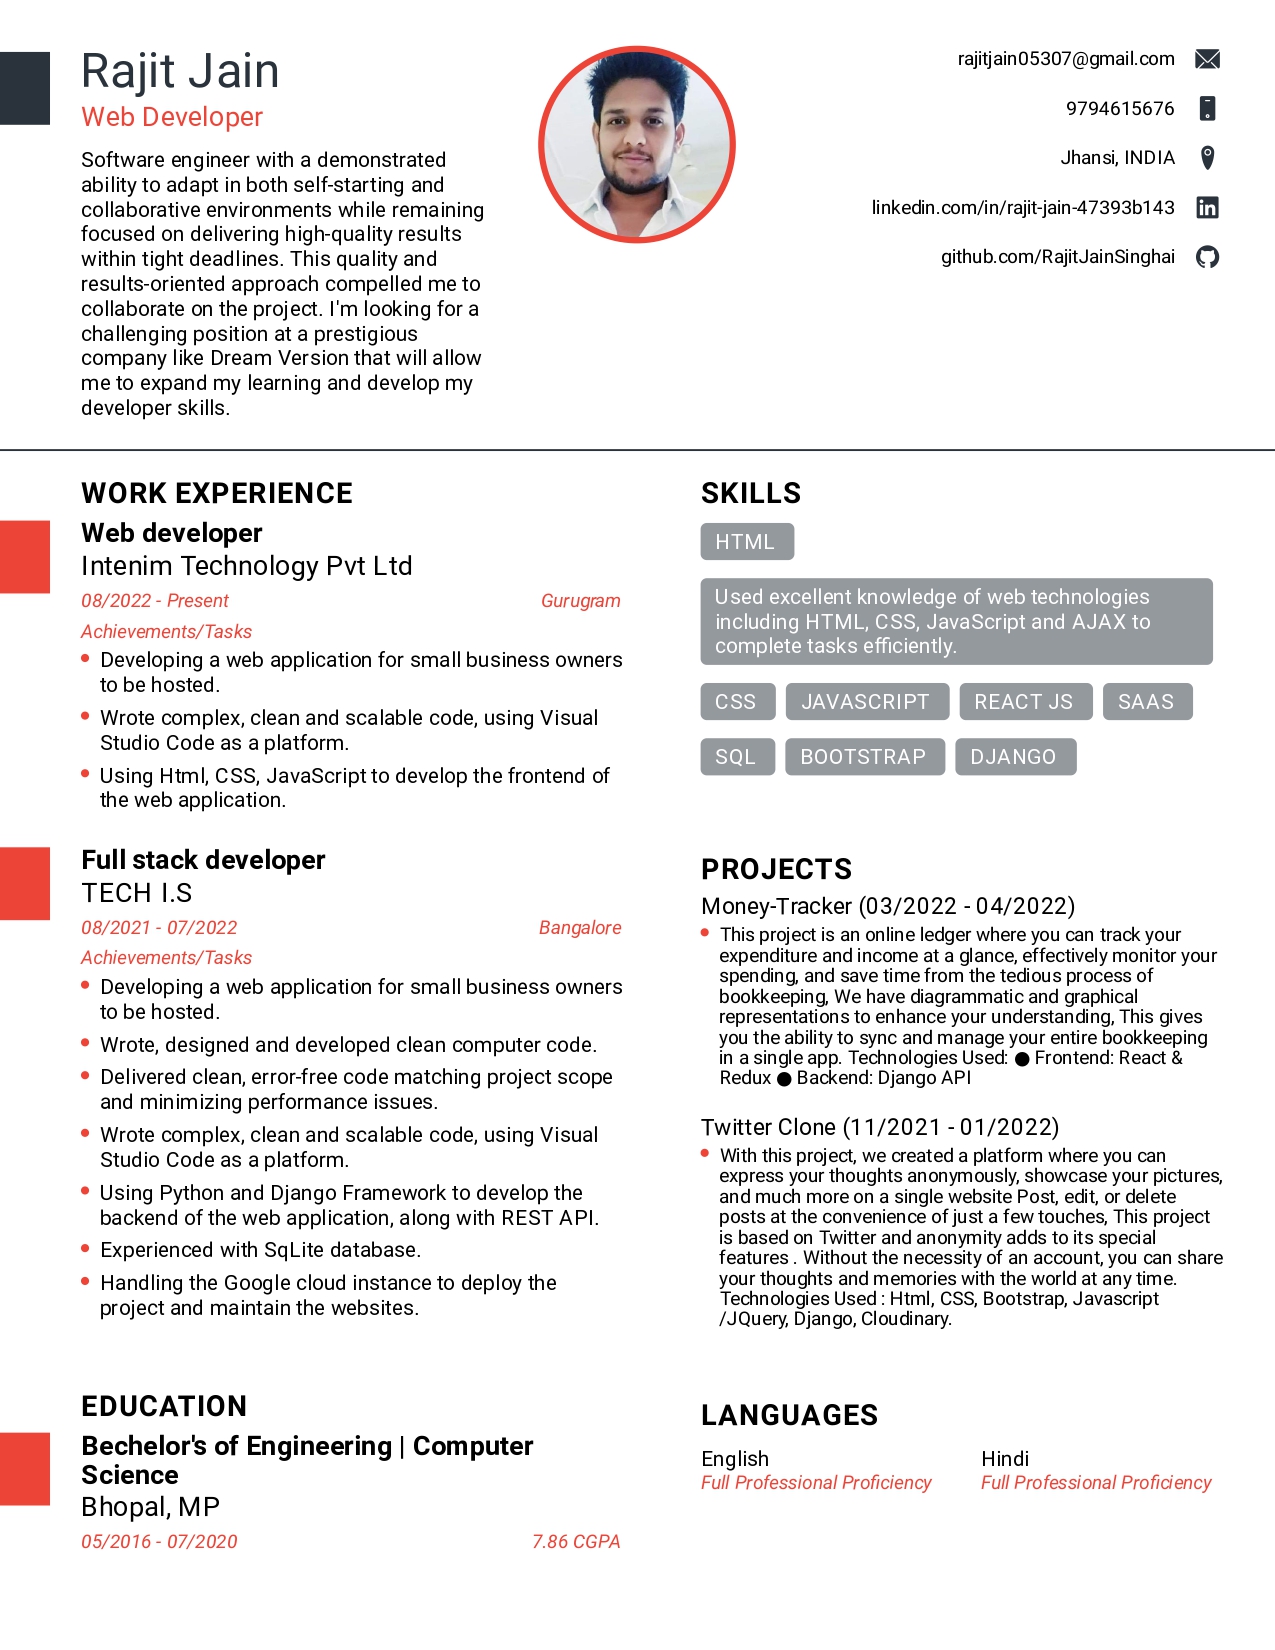 Rajit Jain
Web Developer
Software engineer with a demonstrated
ability to adapt in both self-starting and
collaborative environments while remaining
focused on delivering high-quality results
within tight deadlines. This quality and
results-oriented approach compelled me to
collaborate on the project. I'm looking for a
challenging position at a prestigious
company like Dream Version that will allow
me to expand my learning and develop my
developer skills.
rajitjain05307@gmail.com
9794615676
Jhansi, INDIA
linkedin.com/in/rajit-jain-47393b143
github.com/RajitJainSinghai
WORK EXPERIENCE
Web developer
Intenim Technology Pvt Ltd
08/2022 - Present Gurugram
Achievements/Tasks
Developing a web application for small business owners
to be hosted.
Wrote complex, clean and scalable code, using Visual
Studio Code as a platform.
Using Html, CSS, JavaScript to develop the frontend of
the web application.
Full stack developer
TECH I.S
08/2021 - 07/2022 Bangalore
Achievements/Tasks
Developing a web application for small business owners
to be hosted.
Wrote, designed and developed clean computer code.
Delivered clean, error-free code matching project scope
and minimizing performance issues.
Wrote complex, clean and scalable code, using Visual
Studio Code as a platform.
Using Python and Django Framework to develop the
backend of the web application, along with REST API.
Experienced with SqLite database.
Handling the Google cloud instance to deploy the
project and maintain the websites.
EDUCATION
Bechelor's of Engineering | Computer
Science
Bhopal, MP
05/2016 - 07/2020 7.86 CGPA
SKILLS
HTML
Used excellent knowledge of web technologies
including HTML, CSS, JavaScript and AJAX to
complete tasks efficiently.
CSS JAVASCRIPT REACT JS SAAS
SQL BOOTSTRAP DJANGO
PROJECTS
Money-Tracker (03/2022 - 04/2022)
This project is an online ledger where you can track your
expenditure and income at a glance, effectively monitor your
spending, and save time from the tedious process of
bookkeeping, We have diagrammatic and graphical
representations to enhance your understanding, This gives
you the ability to sync and manage your entire bookkeeping
in a single app. Technologies Used: ● Frontend: React &
Redux ● Backend: Django API
Twitter Clone (11/2021 - 01/2022)
With this project, we created a platform where you can
express your thoughts anonymously, showcase your pictures,
and much more on a single website Post, edit, or delete
posts at the convenience of just a few touches, This project
is based on Twitter and anonymity adds to its special
features . Without the necessity of an account, you can share
your thoughts and memories with the world at any time.
Technologies Used : Html, CSS, Bootstrap, Javascript
/JQuery, Django, Cloudinary.
LANGUAGES
English Hindi
Full Professional Proficiency Full Professional Proficiency